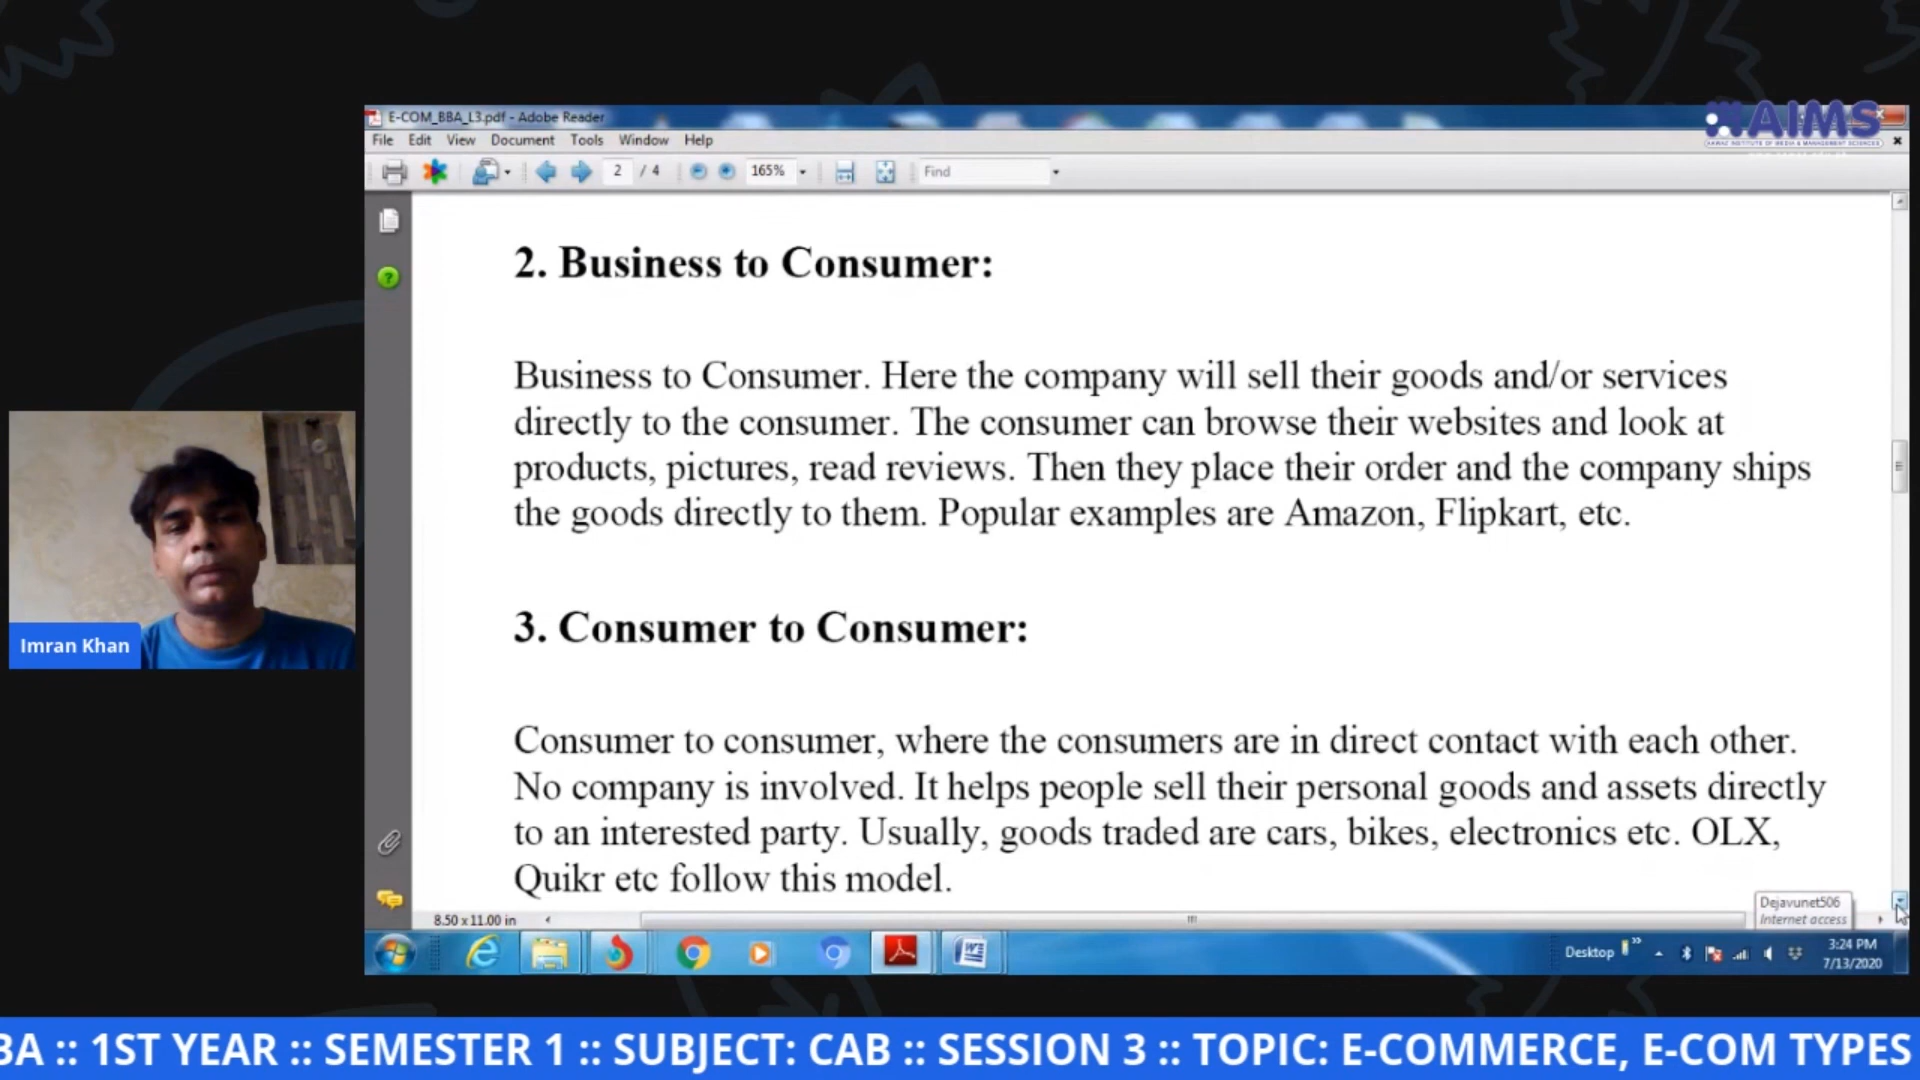 E-COM_BBA_L3.pdf - Adobe Reader
AIMS
AWAZ INSTITUTE OF MEDIA & MANAGEMENT SCIENCES
File Edit View Document Tools Window Help
2 / 4 165% Find
2. Business to Consumer:
Business to Consumer. Here the company will sell their goods and/or services
directly to the consumer. The consumer can browse their websites and look at
products, pictures, read reviews. Then they place their order and the company ships
the goods directly to them. Popular examples are Amazon, Flipkart, etc.
Imran Khan
3. Consumer to Consumer:
Consumer to consumer, where the consumers are in direct contact with each other.
No company is involved. It helps people sell their personal goods and assets directly
to an interested party. Usually, goods traded are cars, bikes, electronics etc. OLX,
Quikr etc follow this model.
8.50 x 11.00 in
Dejavunet506
Internet access
Desktop
3:24 PM
7/13/2020
BA :: 1ST YEAR :: SEMESTER 1 :: SUBJECT: CAB :: SESSION 3 :: TOPIC: E-COMMERCE, E-COM TYPES